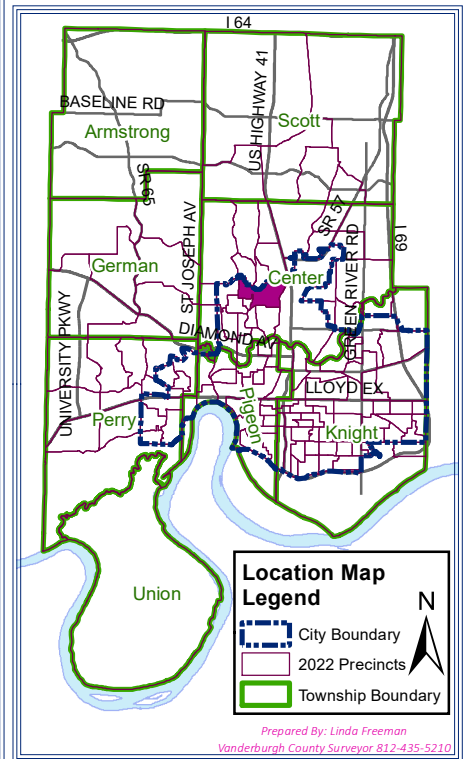 I 64
US HIGHWAY 41
BASELINE RD
Scott
Armstrong
SR 65
SR 57
ST JOSEPH AV
GREEN RIVER RD
I 69
German
Center
UNIVERSITY PKWY
DIAMOND AV
LLOYD EX
Pigeon
Perry
Knight
Union
Location Map
Legend
N
City Boundary
2022 Precincts
Township Boundary
Prepared By: Linda Freeman
Vanderburgh County Surveyor 812-435-5210